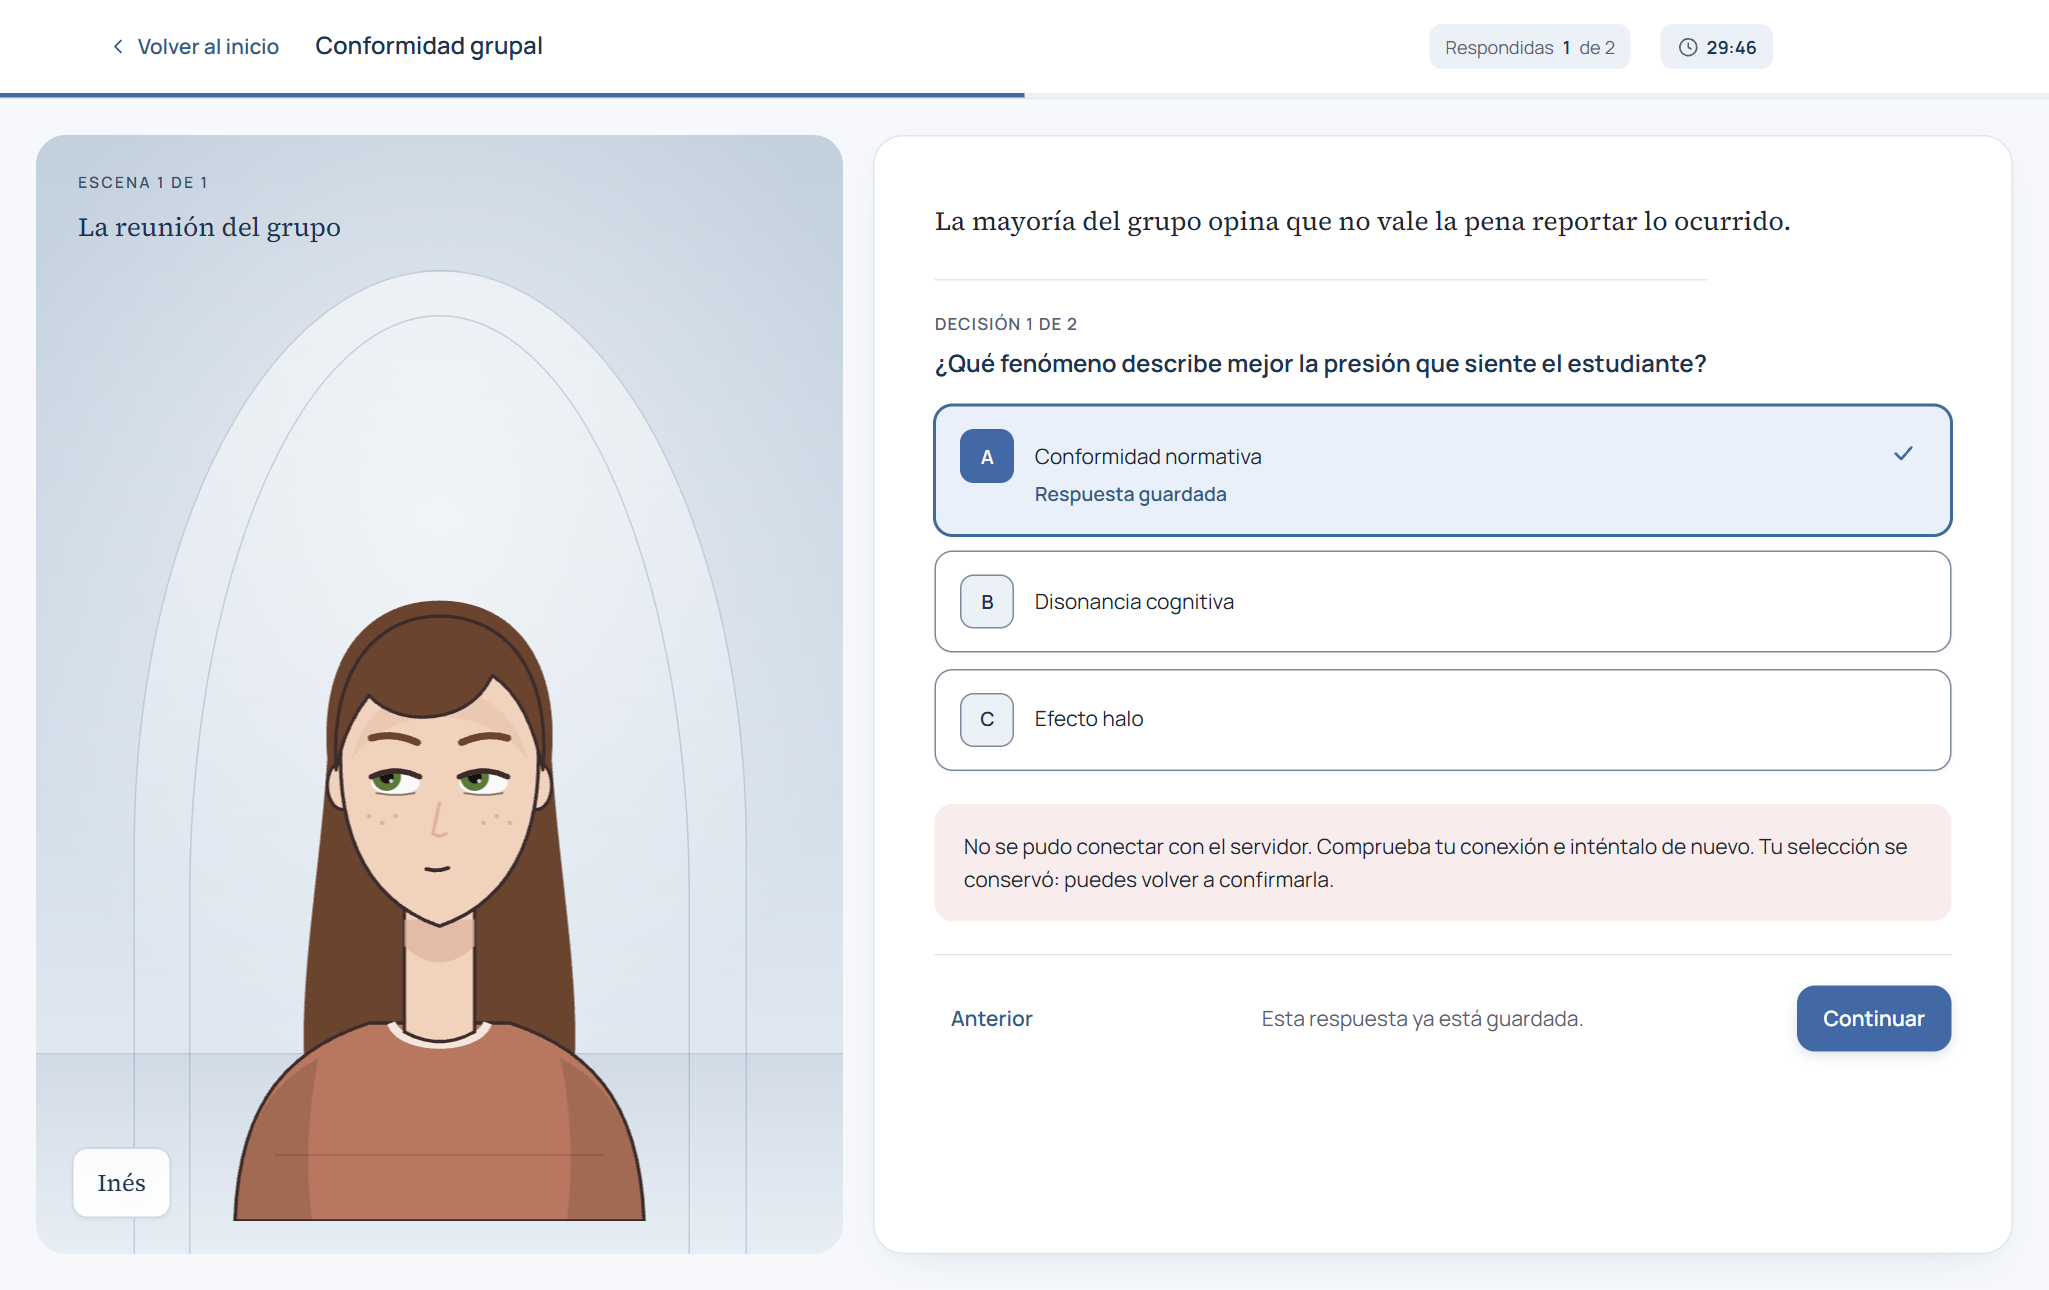 Volver al inicio
Conformidad grupal
Respondidas 1 de 2
29:46
ESCENA 1 DE 1
La reunión del grupo
Inés
La mayoría del grupo opina que no vale la pena reportar lo ocurrido.
DECISIÓN 1 DE 2
¿Qué fenómeno describe mejor la presión que siente el estudiante?
A
Conformidad normativa
Respuesta guardada
B
Disonancia cognitiva
C
Efecto halo
No se pudo conectar con el servidor. Comprueba tu conexión e inténtalo de nuevo. Tu selección se
conservó: puedes volver a confirmarla.
Anterior
Esta respuesta ya está guardada.
Continuar